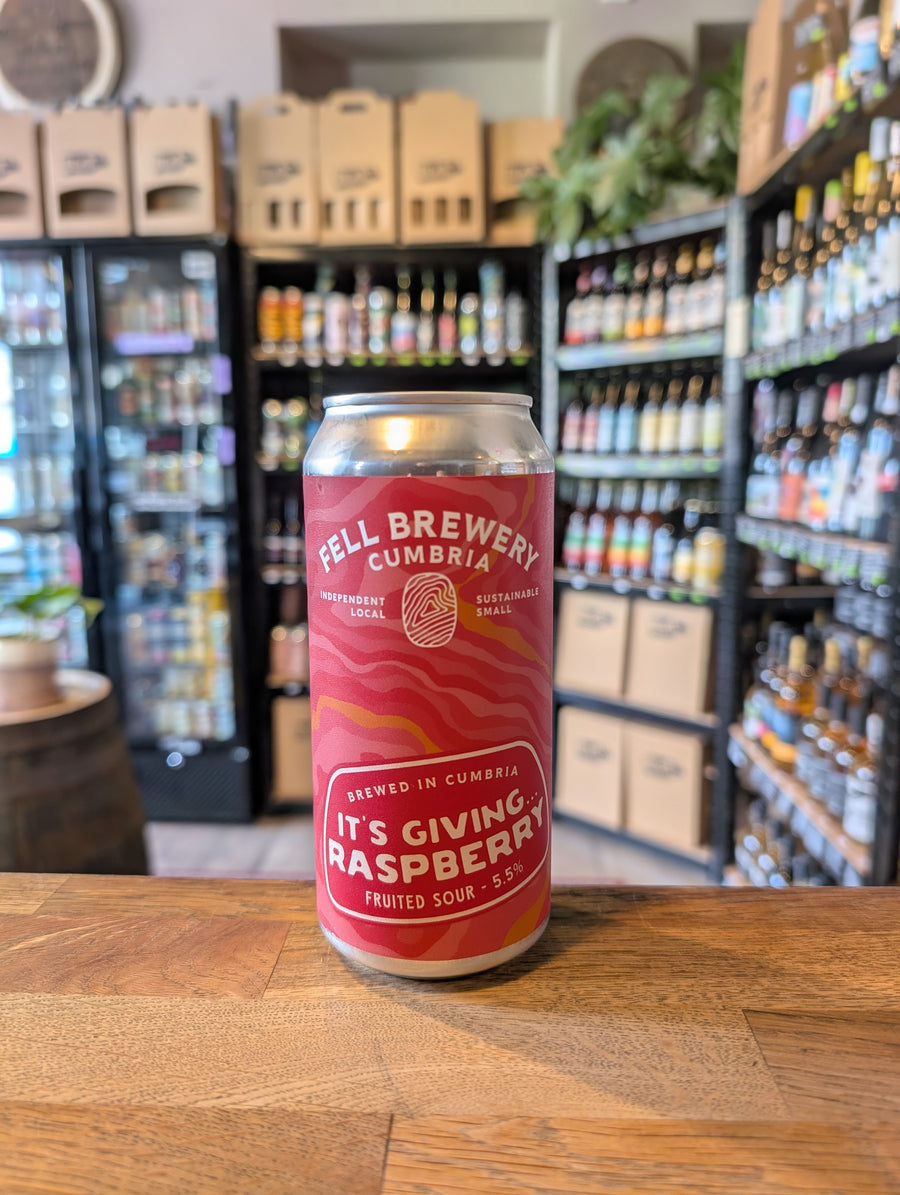 FELL BREWERY
CUMBRIA
INDEPENDENT
LOCAL
SUSTAINABLE
SMALL
BREWED IN CUMBRIA
IT'S GIVING...
RASPBERRY
FRUITED SOUR - 5.5%